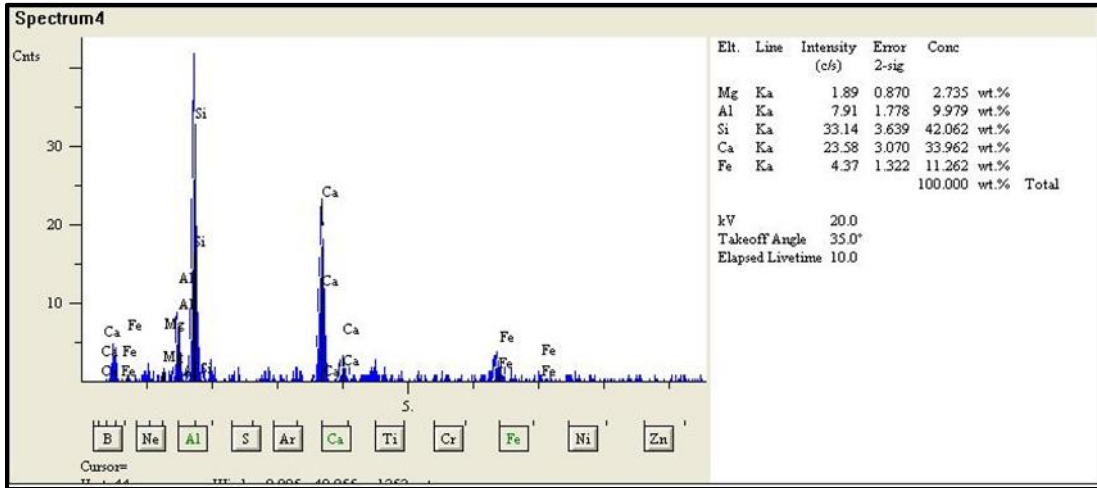 Spectrum4
Cnts
30
20
10
Si
Si
Si
Al
Al
Mg
Ca
Fe
Ca
Fe
Fe
Ca
Ca
Ca
Ca
Ca
Fe
Fe
Fe
Fe
5.
B Ne Al S Ar Ca Ti Cr Fe Ni Zn
Cursor=
Elt. Line Intensity Error Conc
(c/s) 2-sig
Mg Ka 1.89 0.870 2.735 wt.%
Al Ka 7.91 1.778 9.979 wt.%
Si Ka 33.14 3.639 42.062 wt.%
Ca Ka 23.58 3.070 33.962 wt.%
Fe Ka 4.37 1.322 11.262 wt.%
100.000 wt.% Total
kV 20.0
Takeoff Angle 35.0°
Elapsed Livetime 10.0